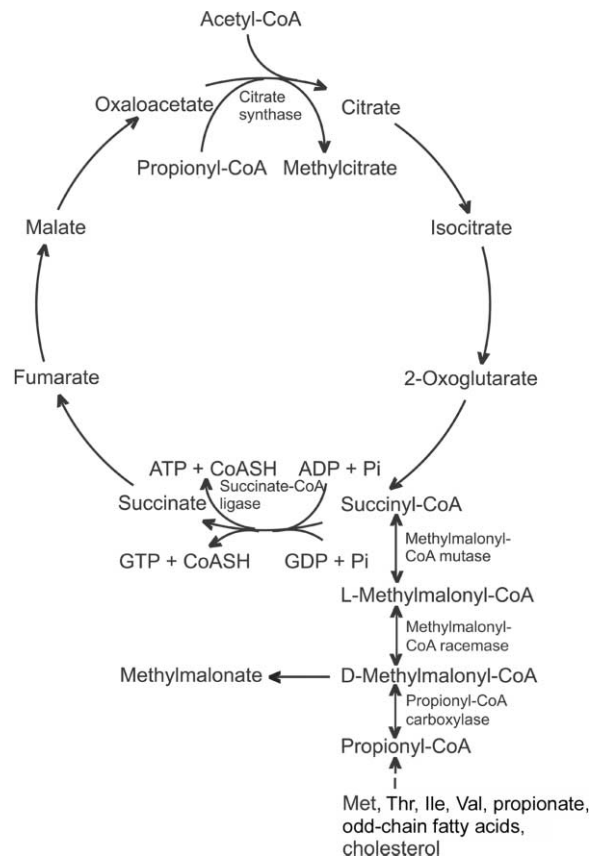 Acetyl-CoA
Oxaloacetate
Citrate
synthase
Citrate
Propionyl-CoA
Methylcitrate
Malate
Isocitrate
Fumarate
2-Oxoglutarate
ATP + CoASH
ADP + Pi
Succinate-CoA
ligase
Succinate
Succinyl-CoA
GTP + CoASH
GDP + Pi
Methylmalonyl-
CoA mutase
L-Methylmalonyl-CoA
Methylmalonyl-
CoA racemase
Methylmalonate
D-Methylmalonyl-CoA
Propionyl-CoA
carboxylase
Propionyl-CoA
Met, Thr, Ile, Val, propionate,
odd-chain fatty acids,
cholesterol